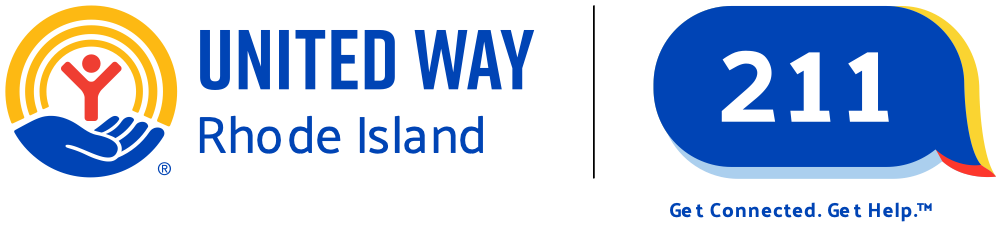 UNITED WAY
Rhode Island
®
211
Get Connected. Get Help.™